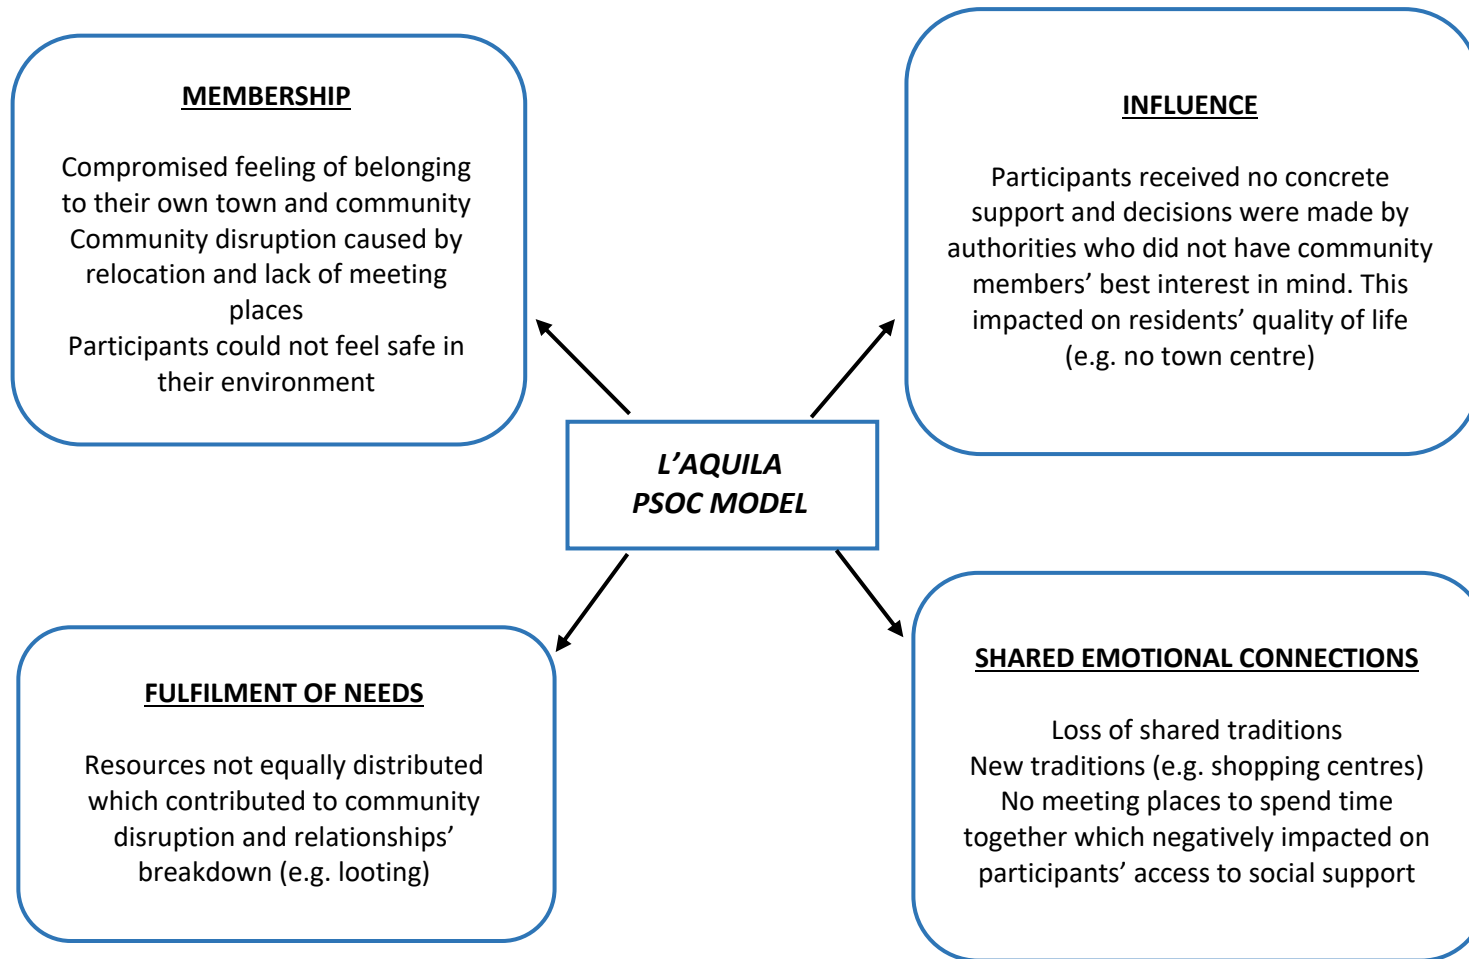 MEMBERSHIP
Compromised feeling of belonging
to their own town and community
Community disruption caused by
relocation and lack of meeting
places
Participants could not feel safe in
their environment
INFLUENCE
Participants received no concrete
support and decisions were made by
authorities who did not have community
members’ best interest in mind. This
impacted on residents’ quality of life
(e.g. no town centre)
L’AQUILA
PSOC MODEL
FULFILMENT OF NEEDS
Resources not equally distributed
which contributed to community
disruption and relationships’
breakdown (e.g. looting)
SHARED EMOTIONAL CONNECTIONS
Loss of shared traditions
New traditions (e.g. shopping centres)
No meeting places to spend time
together which negatively impacted on
participants’ access to social support